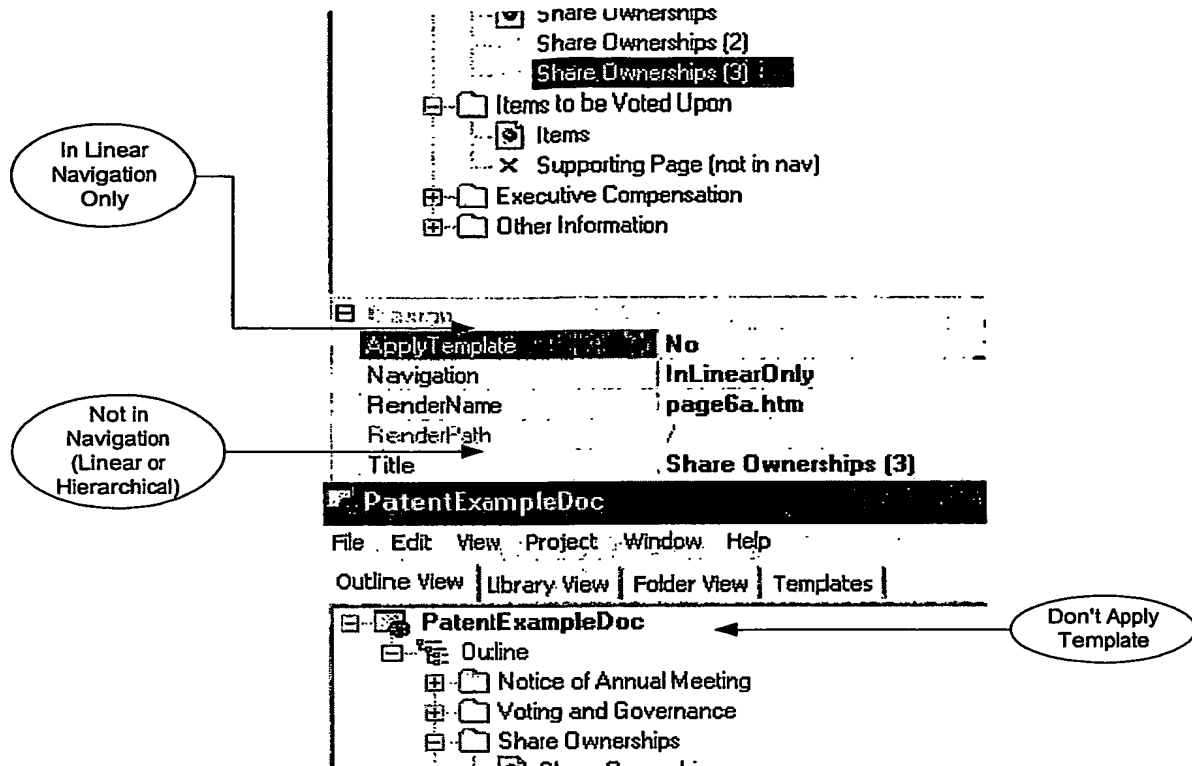 Share Ownerships
Share Ownerships (2)
Share Ownerships (3)
Items to be Voted Upon
Items
Supporting Page (not in nav)
Executive Compensation
Other Information
In Linear
Navigation
Only
ApplyTemplate No
Navigation InLinearOnly
RenderName page6a.htm
RenderPath /
Title Share Ownerships (3)
Not in
Navigation
(Linear or
Hierarchical)
PatentExampleDoc
File Edit View Project Window Help
Outline View Library View Folder View Templates
PatentExampleDoc
Outline
Notice of Annual Meeting
Voting and Governance
Share Ownerships
Don't Apply
Template